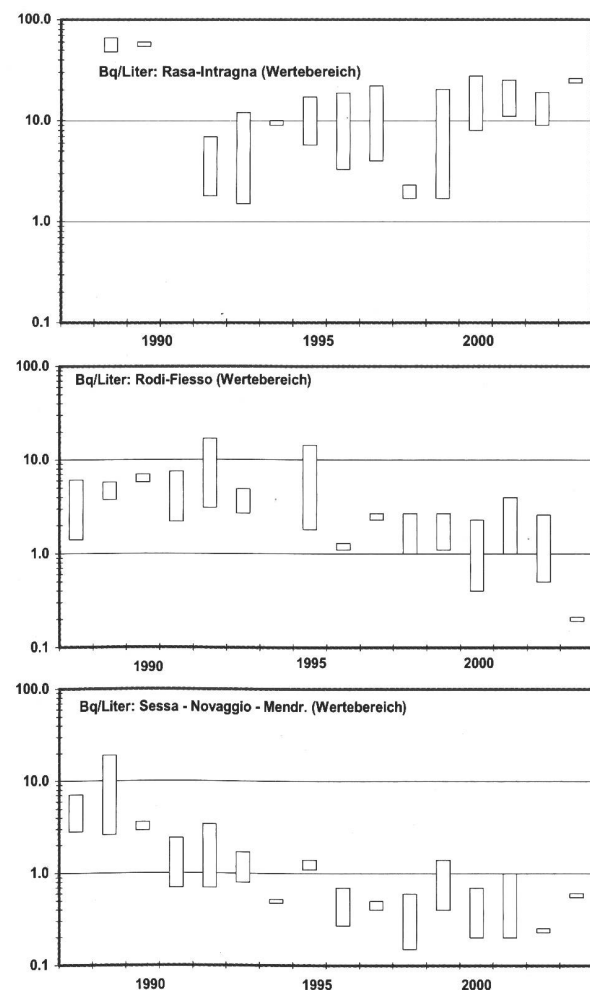 100.0
Bq/Liter: Rasa-Intragna (Wertebereich)
10.0
1.0
0.1
1990 1995 2000
100.0
Bq/Liter: Rodi-Fiesso (Wertebereich)
10.0
1.0
0.1
1990 1995 2000
100.0
Bq/Liter: Sessa - Novaggio - Mendr. (Wertebereich)
10.0
1.0
0.1
1990 1995 2000